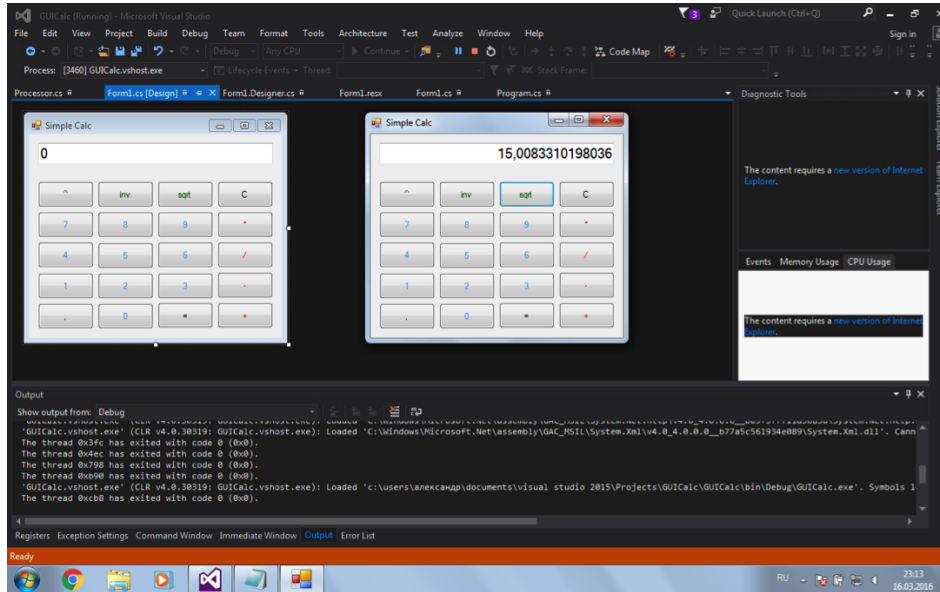 GUICalc (Running) - Microsoft Visual Studio
3
Quick Launch (Ctrl+Q)
File Edit View Project Build Debug Team Format Tools Architecture Test Analyze Window Help
Sign in
Debug Any CPU Continue Code Map
Process: [3460] GUICalc.vshost.exe Lifecycle Events Thread: Stack Frame:
Processor.cs Form1.cs [Design] Form1.Designer.cs Form1.resx Form1.cs Program.cs
Simple Calc
0
^ inv sqrt C
7 8 9 *
4 5 6 /
1 2 3 -
, 0 = +
Simple Calc
15,0083310198036
^ inv sqrt C
7 8 9 *
4 5 6 /
1 2 3 -
, 0 = +
Diagnostic Tools
The content requires a new version of Internet
Explorer.
Events Memory Usage CPU Usage
The content requires a new version of Internet
Explorer.
Solution Explorer Team Explorer
Output
Show output from: Debug
'GUICalc.vshost.exe' (CLR v4.0.30319: GUICalc.vshost.exe): Loaded 'C:\Windows\Microsoft.Net\assembly\GAC_MSIL\System.Xml\v4.0_4.0.0.0__b77a5c561934e089\System.Xml.dll'. Cann
The thread 0x3fc has exited with code 0 (0x0).
The thread 0x4ec has exited with code 0 (0x0).
The thread 0x798 has exited with code 0 (0x0).
The thread 0xb90 has exited with code 0 (0x0).
'GUICalc.vshost.exe' (CLR v4.0.30319: GUICalc.vshost.exe): Loaded 'c:\users\александр\documents\visual studio 2015\Projects\GUICalc\GUICalc\bin\Debug\GUICalc.exe'. Symbols l
The thread 0xcb8 has exited with code 0 (0x0).
Registers Exception Settings Command Window Immediate Window Output Error List
Ready
RU
23:13
16.03.2016